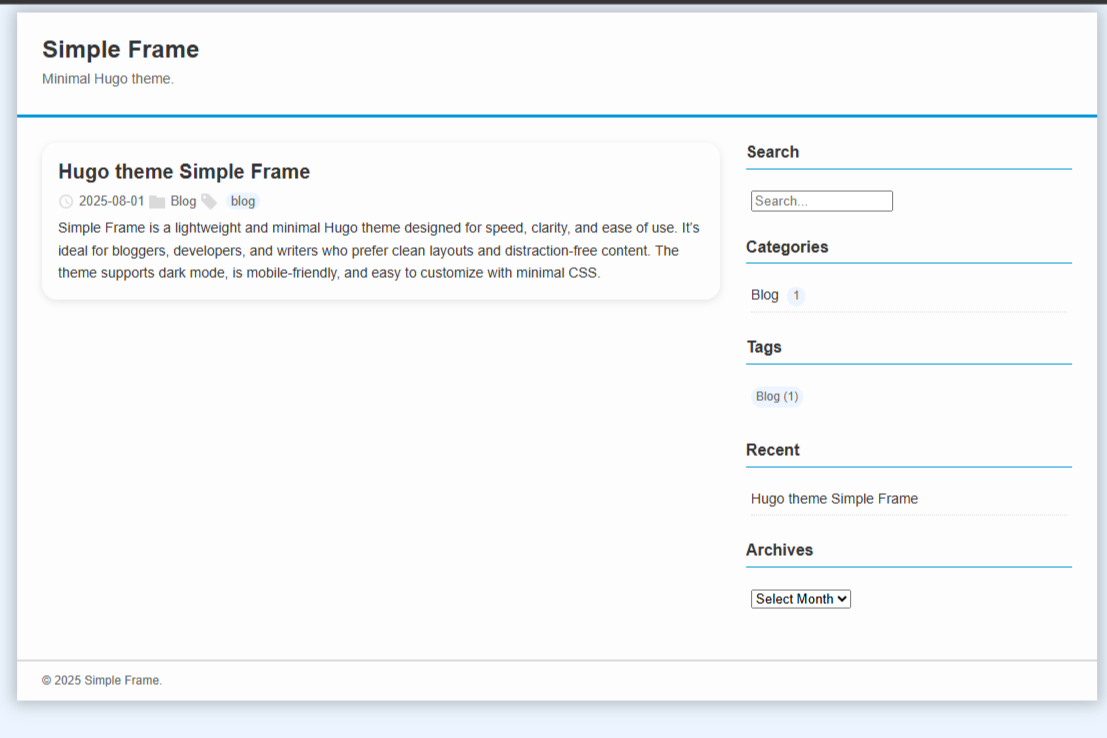 Simple Frame
Minimal Hugo theme.
Hugo theme Simple Frame
2025-08-01 Blog blog
Simple Frame is a lightweight and minimal Hugo theme designed for speed, clarity, and ease of use. It's
ideal for bloggers, developers, and writers who prefer clean layouts and distraction-free content. The
theme supports dark mode, is mobile-friendly, and easy to customize with minimal CSS.
Search
Search...
Categories
Blog 1
Tags
Blog (1)
Recent
Hugo theme Simple Frame
Archives
Select Month
© 2025 Simple Frame.